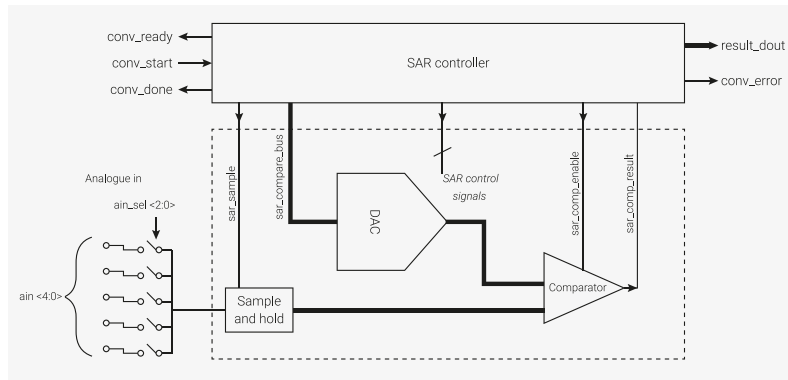 conv_ready
conv_start
conv_done
SAR controller
result_dout
conv_error
sar_sample
sar_compare_bus
SAR control
signals
sar_comp_enable
sar_comp_result
Analogue in
ain_sel <2:0>
DAC
ain <4:0>
Sample
and hold
Comparator